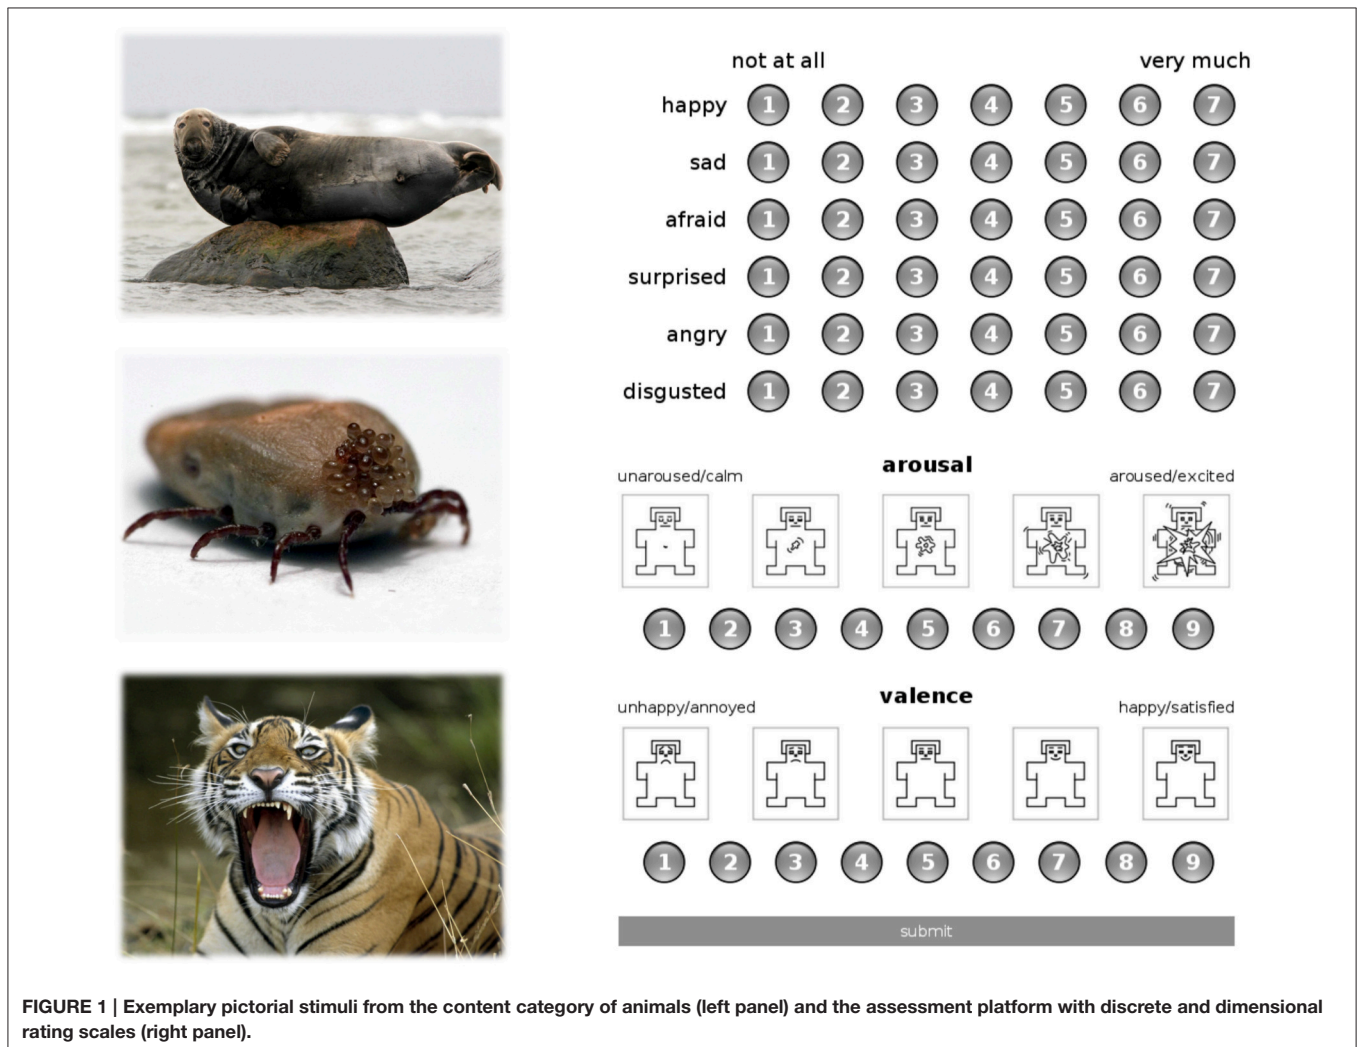 not at all very much
happy 1 2 3 4 5 6 7
sad 1 2 3 4 5 6 7
afraid 1 2 3 4 5 6 7
surprised 1 2 3 4 5 6 7
angry 1 2 3 4 5 6 7
disgusted 1 2 3 4 5 6 7
arousal
unaroused/calm aroused/excited
1 2 3 4 5 6 7 8 9
valence
unhappy/annoyed happy/satisfied
1 2 3 4 5 6 7 8 9
submit
FIGURE 1 | Exemplary pictorial stimuli from the content category of animals (left panel) and the assessment platform with discrete and dimensional
rating scales (right panel).